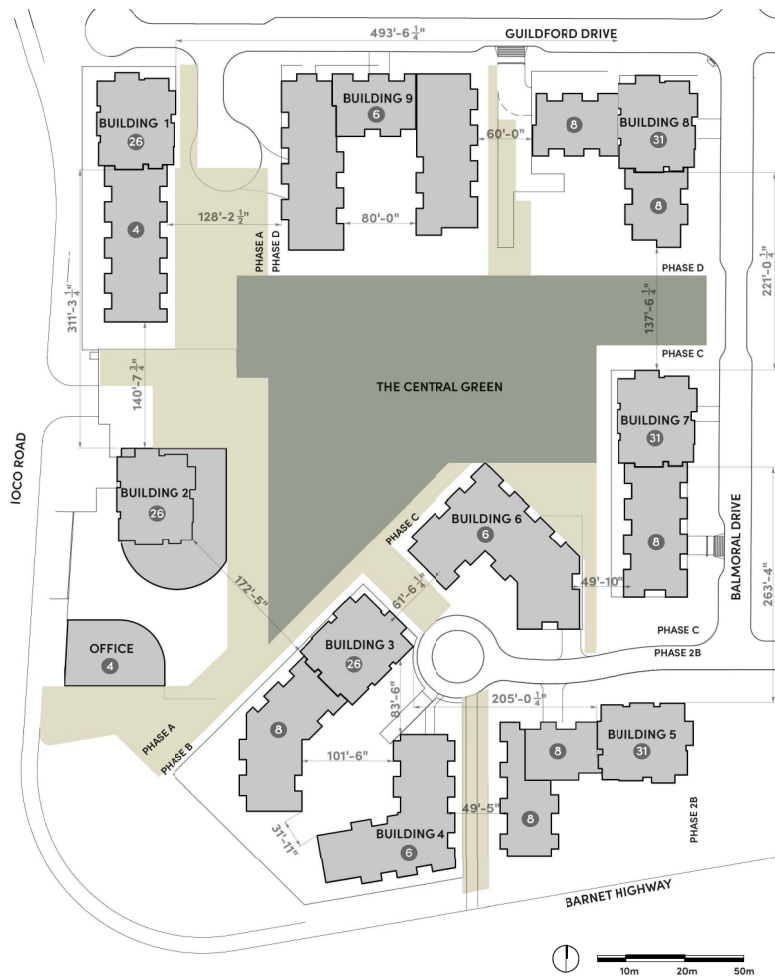 493'-6 1/4"
GUILDFORD DRIVE
BUILDING 1
26
4
BUILDING 9
6
8
BUILDING 8
31
8
60'-0"
128'-2 1/2"
80'-0"
PHASE A
PHASE D
311'-3 1/4"
140'-7 3/4"
PHASE D
137'-6 1/4"
221'-0 1/4"
PHASE C
THE CENTRAL GREEN
IOCO ROAD
BUILDING 2
26
BUILDING 7
31
8
BUILDING 6
6
PHASE C
172'-5"
61'-6 1/4"
49'-10"
BALMORAL DRIVE
263'-4"
OFFICE
4
BUILDING 3
26
8
PHASE C
PHASE 2B
83'-6"
205'-0 1/4"
PHASE A
PHASE B
101'-6"
31'-11"
BUILDING 4
6
49'-5"
8
8
BUILDING 5
31
PHASE 2B
BARNET HIGHWAY
10m
20m
50m